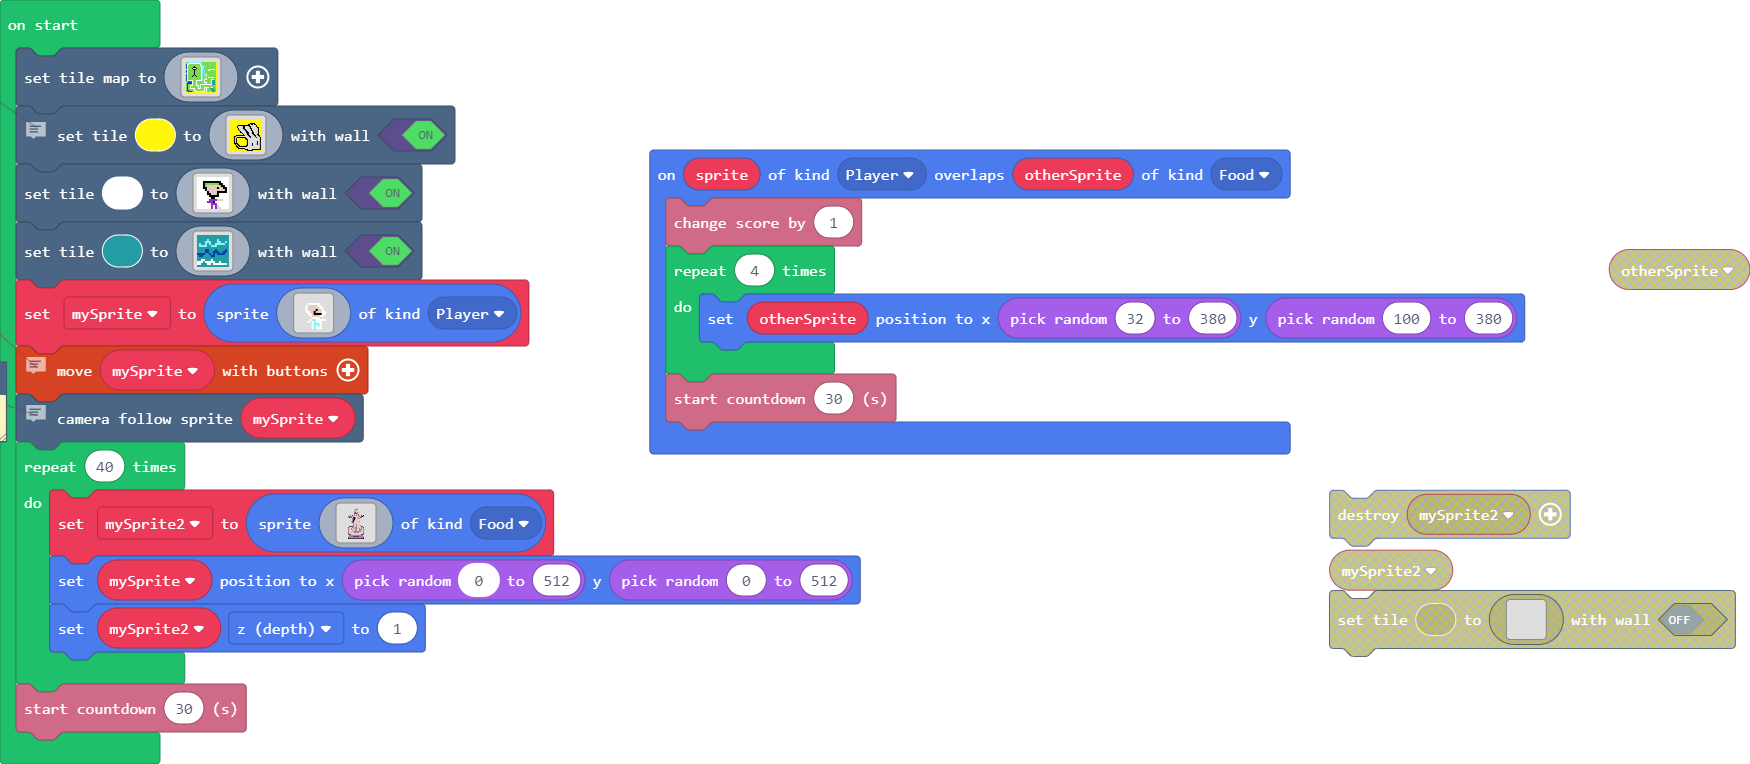 on start
set tile map to
set tile to with wall ON
set tile to with wall ON
set tile to with wall ON
set mySprite to sprite of kind Player
move mySprite with buttons
camera follow sprite mySprite
repeat 40 times
do
set mySprite2 to sprite of kind Food
set mySprite position to x pick random 0 to 512 y pick random 0 to 512
set mySprite2 z (depth) to 1
start countdown 30 (s)
on sprite of kind Player overlaps otherSprite of kind Food
change score by 1
repeat 4 times
do
set otherSprite position to x pick random 32 to 380 y pick random 100 to 380
start countdown 30 (s)
otherSprite
destroy mySprite2
mySprite2
set tile to with wall OFF